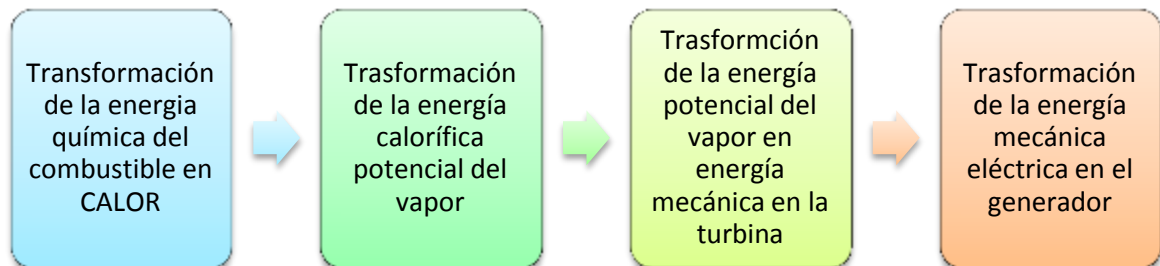 Transformación
de la energia
química del
combustible en
CALOR
Trasformación
de la energía
calorífica
potencial del
vapor
Trasformción
de la energía
potencial del
vapor en
energía
mecánica en la
turbina
Trasformación
de la energía
mecánica
eléctrica en el
generador